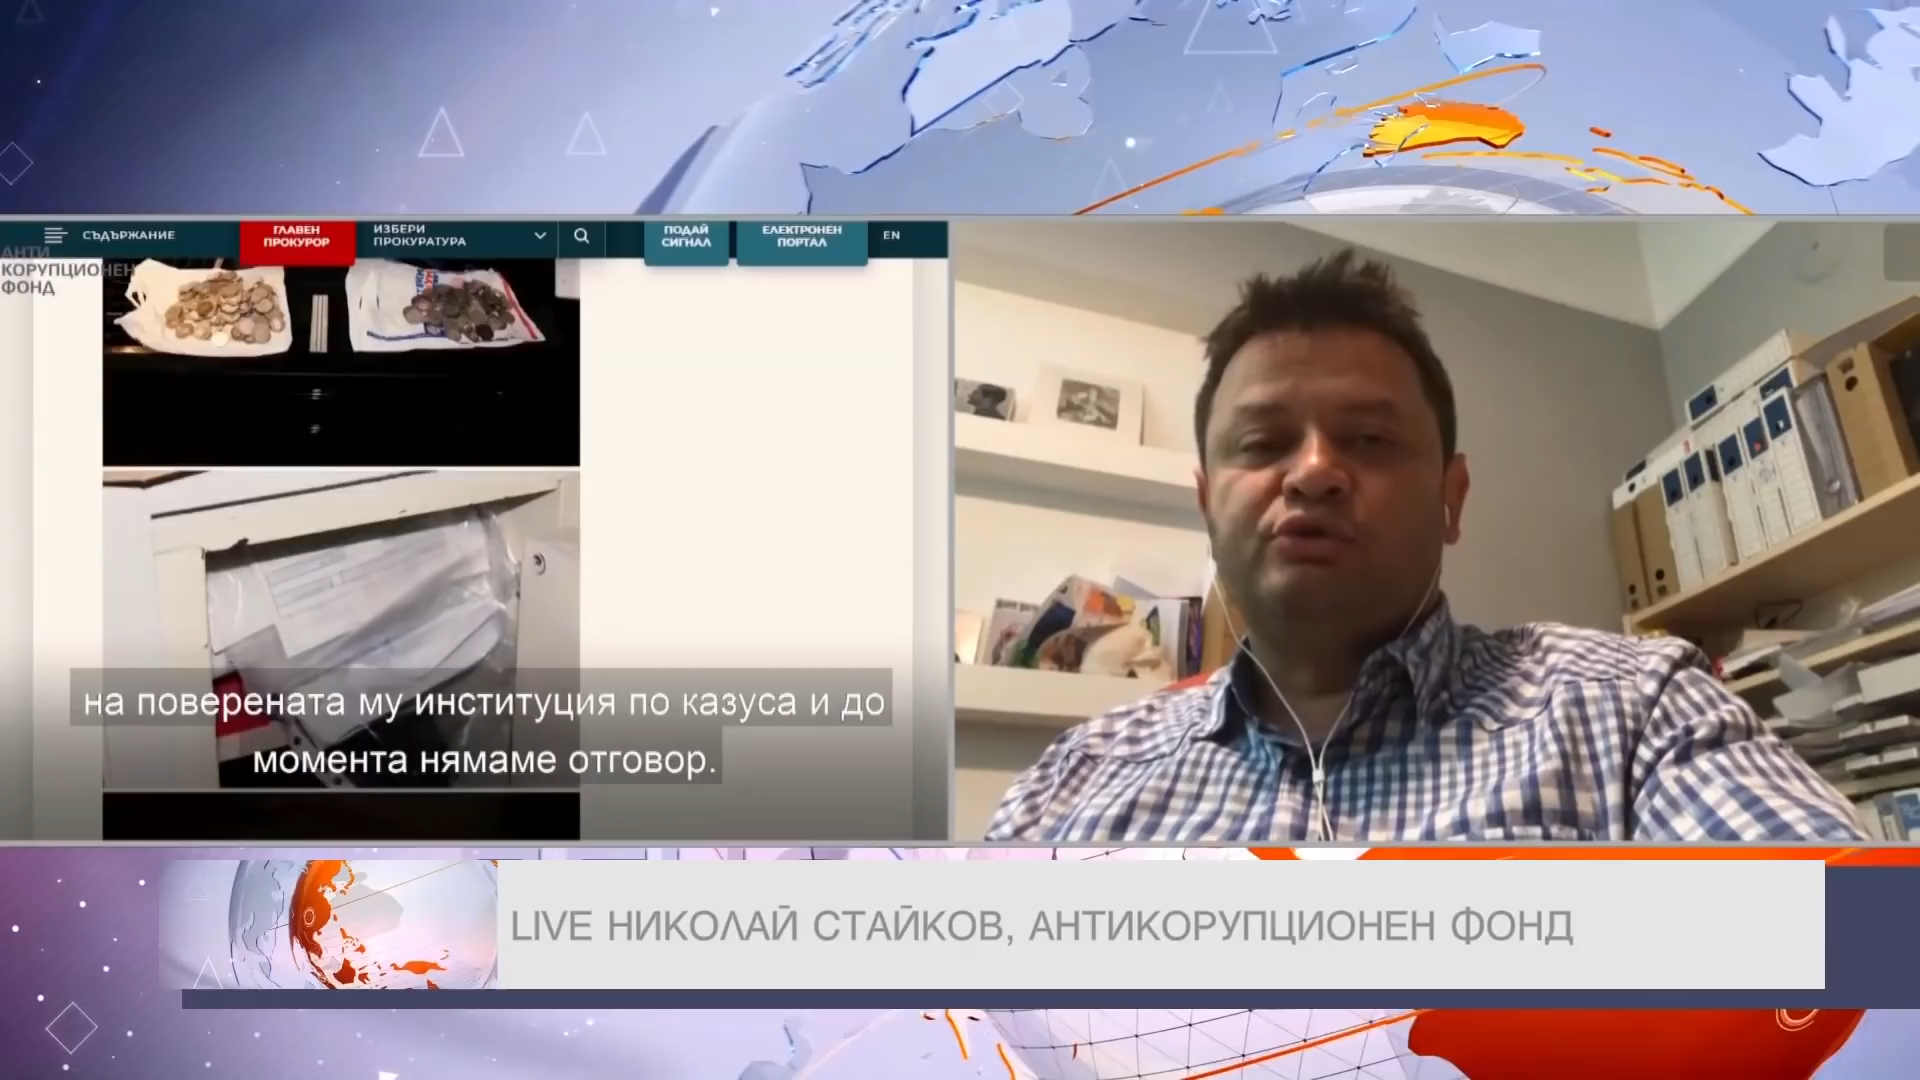 СЪДЪРЖАНИЕ
ГЛАВЕН
ПРОКУРОР
ИЗБЕРИ
ПРОКУРАТУРА
ПОДАЙ
СИГНАЛ
ЕЛЕКТРОНЕН
ПОРТАЛ
EN
АНТИ
КОРУПЦИОНЕН
ФОНД
на поверената му институция по казуса и до
момента нямаме отговор.
LIVE НИКОЛАЙ СТАЙКОВ, АНТИКОРУПЦИОНЕН ФОНД